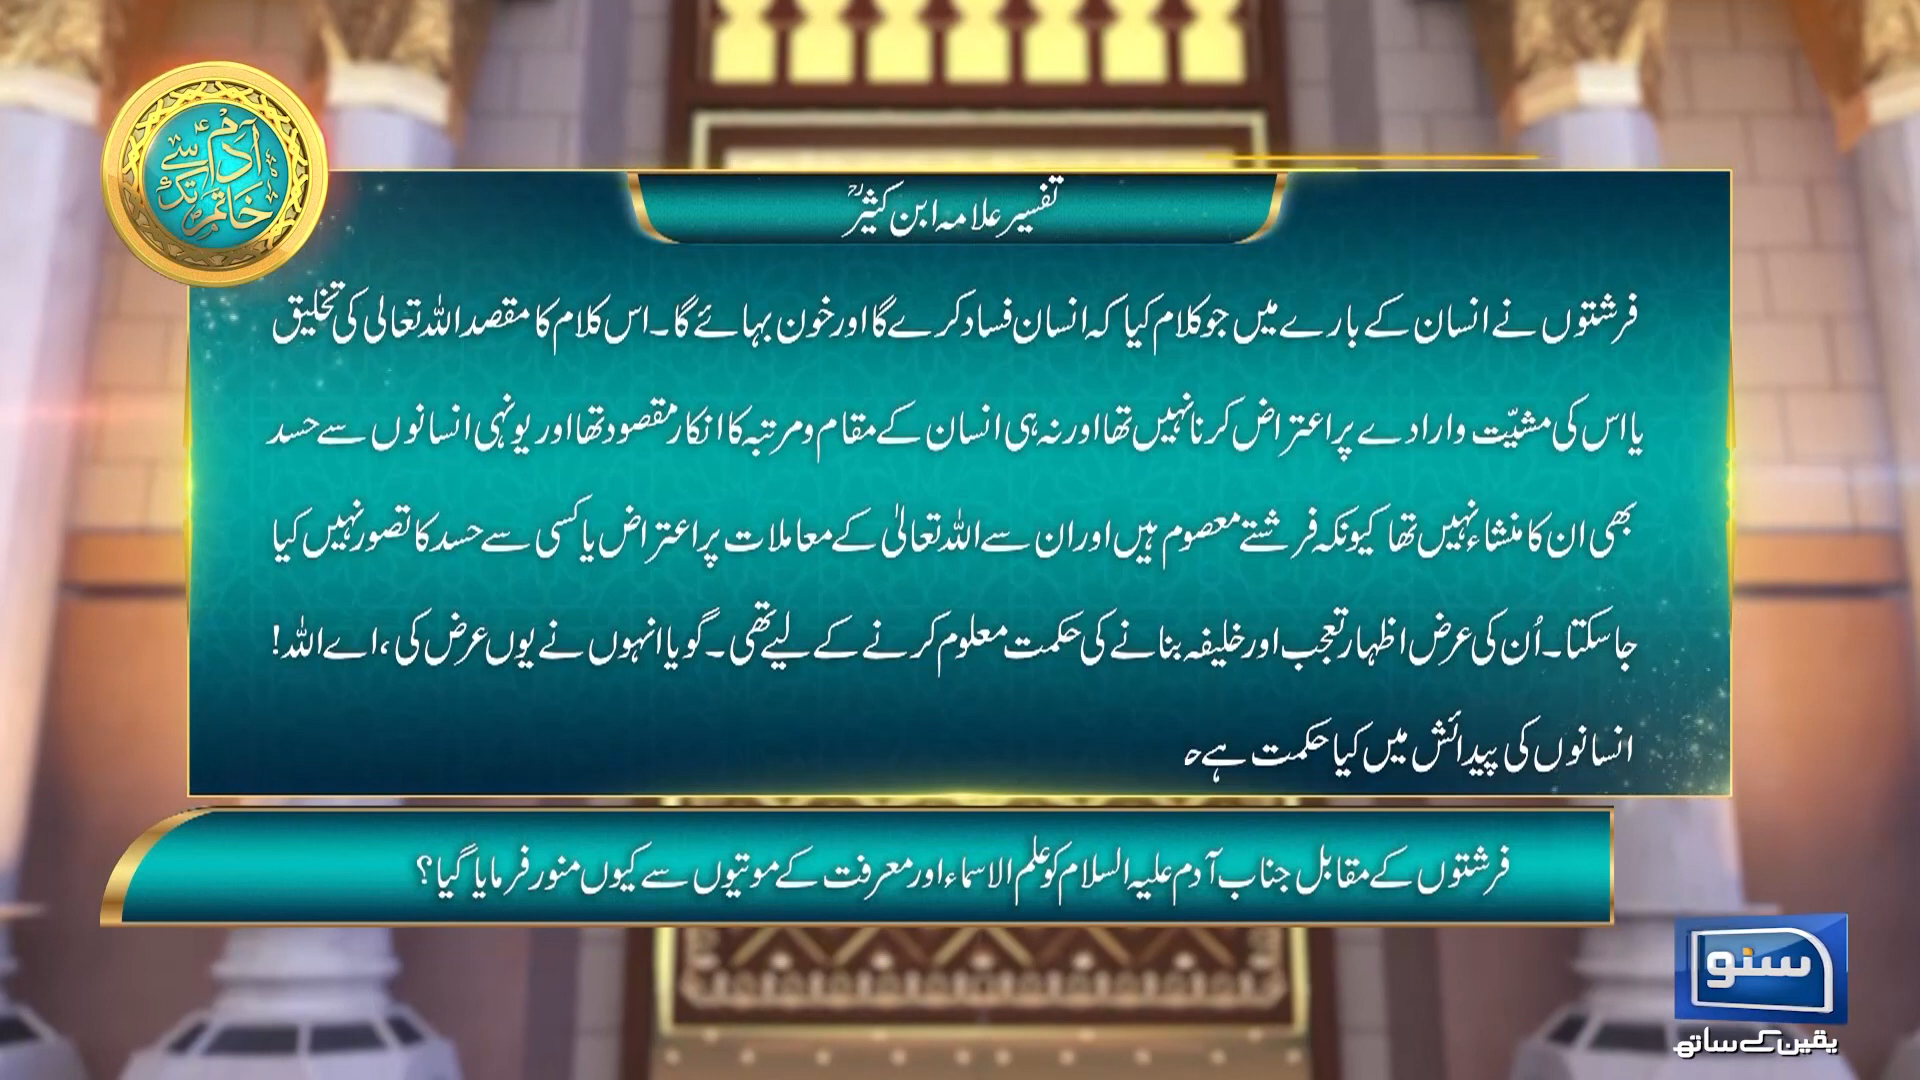 آدمؑ سے
خاتمؐ تک
تفسیر علامہ ابن کثیرؒ
فرشتوں نے انسان کے بارے میں جو کلام کیا کہ انسان فساد کرے گا اور خون بہائے گا۔ اس کلام کا مقصد اللہ تعالی کی تخلیق
یا اس کی مشیّت و ارادے پر اعتراض کرنا نہیں تھا اور نہ ہی انسان کے مقام و مرتبہ کا انکار مقصود تھا اور یونہی انسانوں سے حسد
بھی ان کا منشاء نہیں تھا کیونکہ فرشتے معصوم ہیں اور ان سے اللہ تعالیٰ کے معاملات پر اعتراض یا کسی سے حسد کا تصور نہیں کیا
جاسکتا۔ اُن کی عرض اظہار تعجب اور خلیفہ بنانے کی حکمت معلوم کرنے کے لیے تھی۔ گویا انہوں نے یوں عرض کی، اے اللہ!
انسانوں کی پیدائش میں کیا حکمت ہے
فرشتوں کے مقابل جناب آدم علیہ السلام کو علم الاسماء اور معرفت کے موتیوں سے کیوں منور فرمایا گیا؟
سنو
یقین کے ساتھ